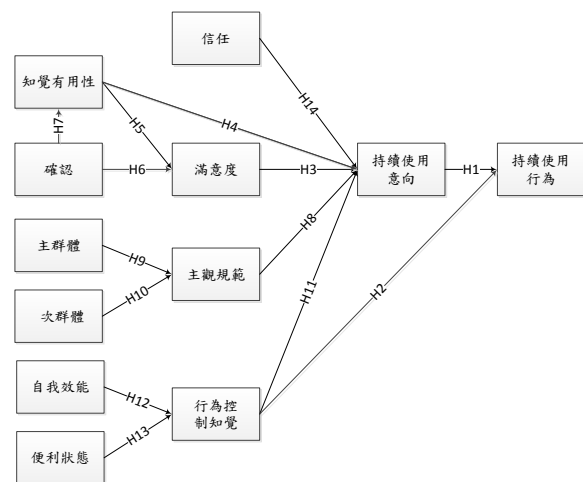 信任
知覺有用性
H14
H7
H5
H4
確認
H6
滿意度
H3
持續使用
意向
H1
持續使用
行為
主群體
H9
主觀規範
H8
次群體
H10
H11
H2
自我效能
H12
行為控
制知覺
便利狀態
H13